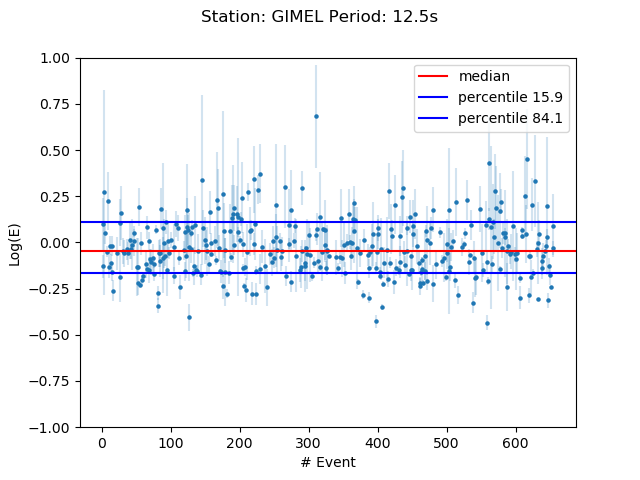 Station: GIMEL Period: 12.5s
median
percentile 15.9
percentile 84.1
Log(E)
1.00
0.75
0.50
0.25
0.00
−0.25
−0.50
−0.75
−1.00
0 100 200 300 400 500 600
# Event